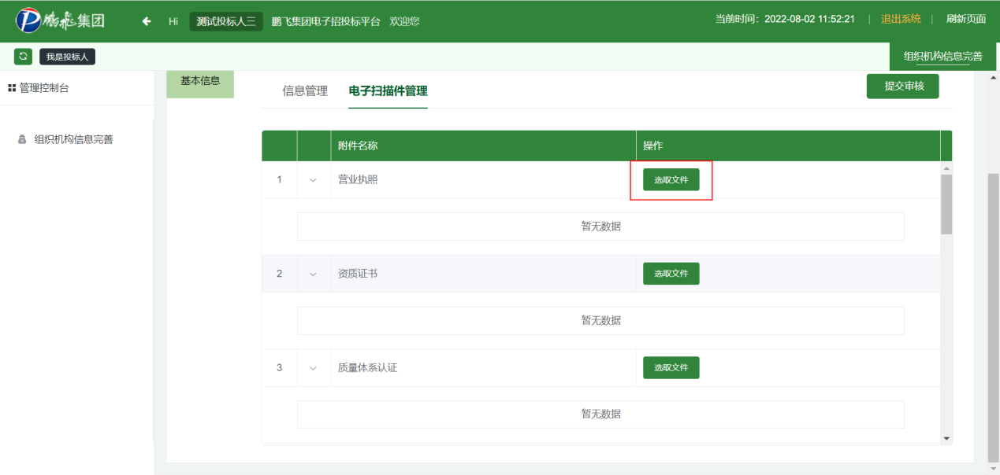 鹏飞集团
Hi 测试投标人三 鹏飞集团电子招投标平台 欢迎您 当前时间：2022-08-02 11:52:21 | 退出系统 | 刷新页面
我是投标人 组织机构信息完善
管理控制台
组织机构信息完善
基本信息
信息管理 电子扫描件管理 提交审核
附件名称 操作
1 营业执照 选取文件
暂无数据
2 资质证书 选取文件
暂无数据
3 质量体系认证 选取文件
暂无数据